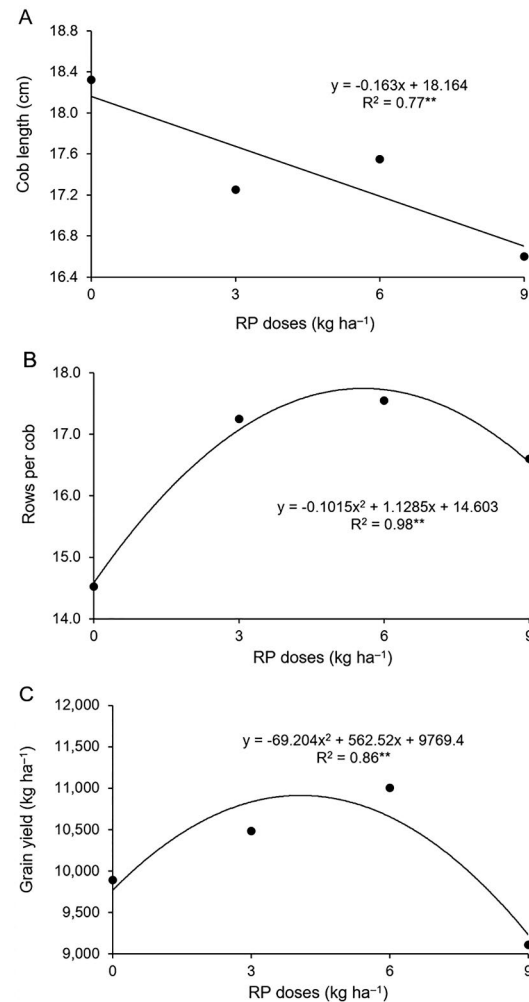 A
18.8
18.4
18.0
17.6
17.2
16.8
16.4
Cob length (cm)
y = -0.163x + 18.164
R² = 0.77**
0 3 6 9
RP doses (kg ha⁻¹)
B
18.0
17.0
16.0
15.0
14.0
Rows per cob
y = -0.1015x² + 1.1285x + 14.603
R² = 0.98**
0 3 6 9
RP doses (kg ha⁻¹)
C
12,000
11,000
10,500
10,000
9,500
9,000
Grain yield (kg ha⁻¹)
y = -69.204x² + 562.52x + 9769.4
R² = 0.86**
0 3 6 9
RP doses (kg ha⁻¹)